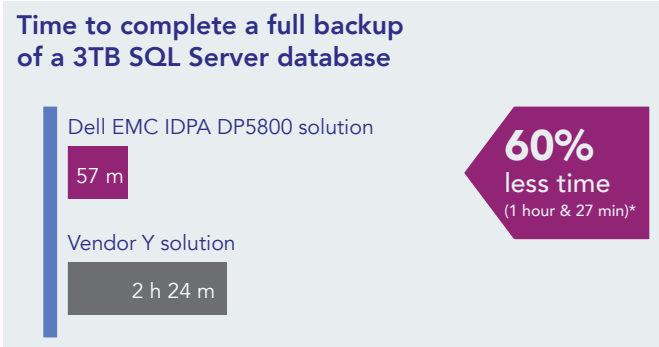 Time to complete a full backup
of a 3TB SQL Server database
Dell EMC IDPA DP5800 solution
57 m
60%
less time
(1 hour & 27 min)*
Vendor Y solution
2 h 24 m